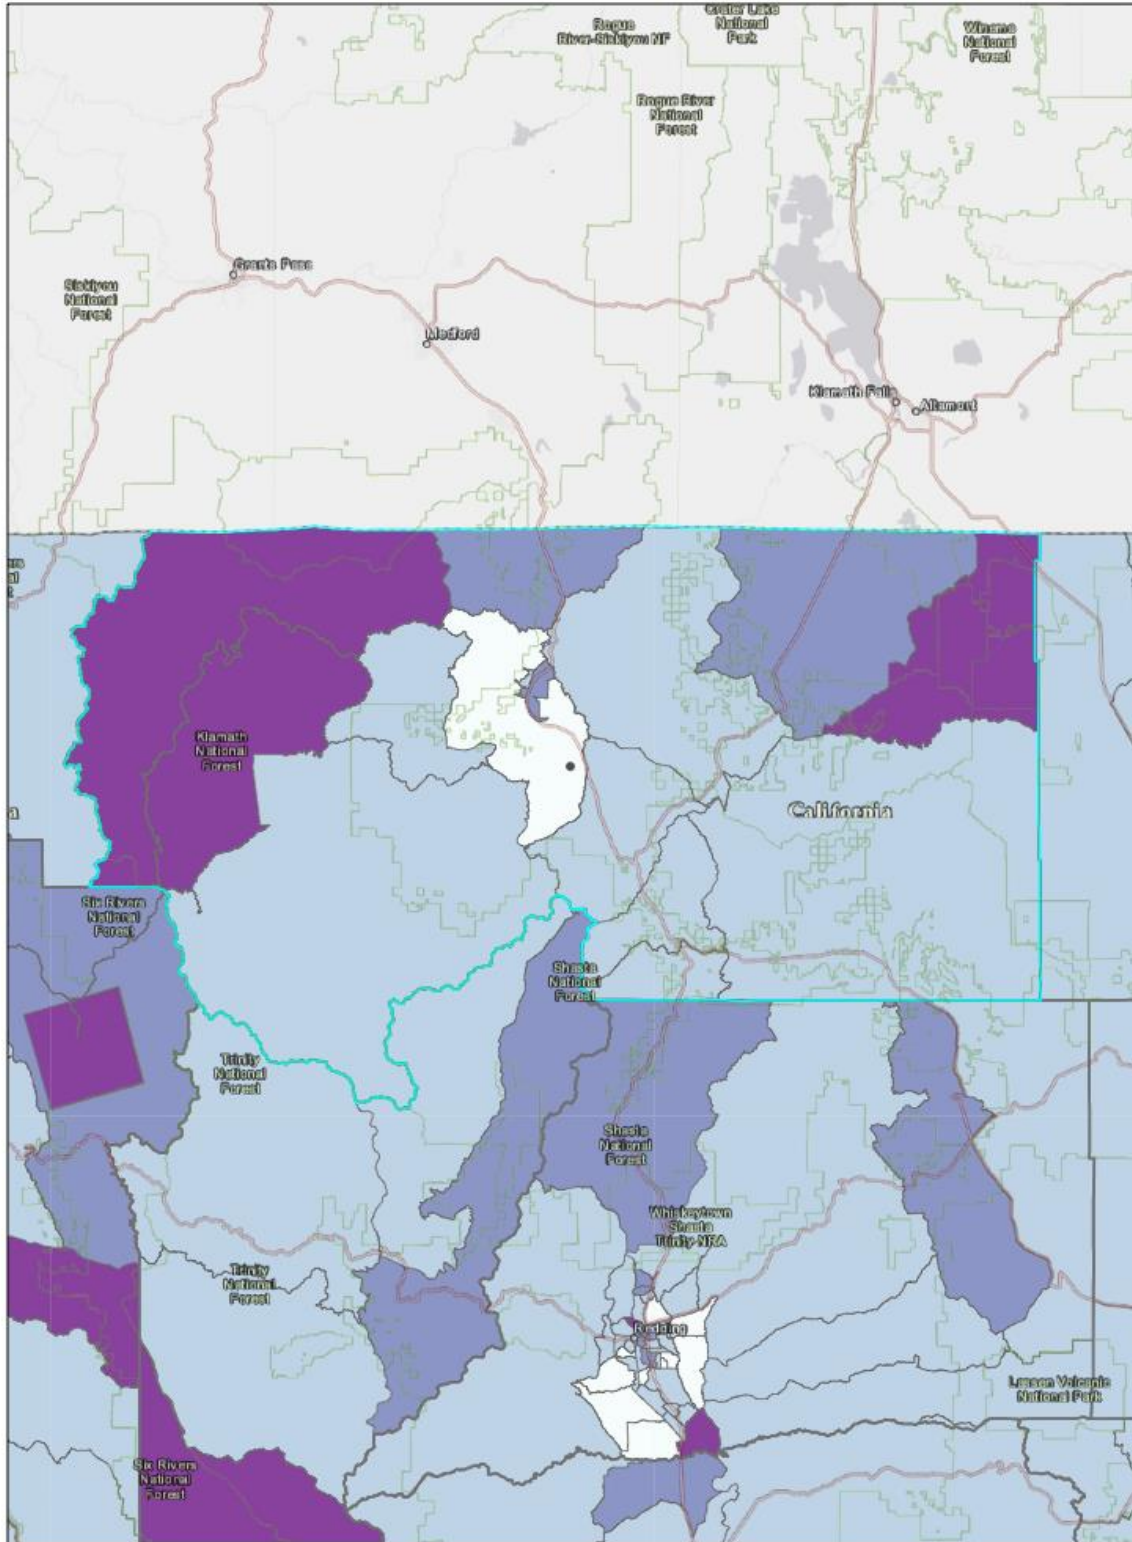 Crater Lake
National
Park
Rogue
River-Siskiyou NF
Winema
National
Forest
Rogue River
National
Forest
Grants Pass
Siskiyou
National
Forest
Medford
Klamath Falls
Altamont
Klamath
National
Forest
California
Six Rivers
National
Forest
Shasta
National
Forest
Trinity
National
Forest
Shasta
National
Forest
Whiskeytown
Shasta
Trinity NRA
Trinity
National
Forest
Redding
Lassen Volcanic
National Park
Six Rivers
National
Forest